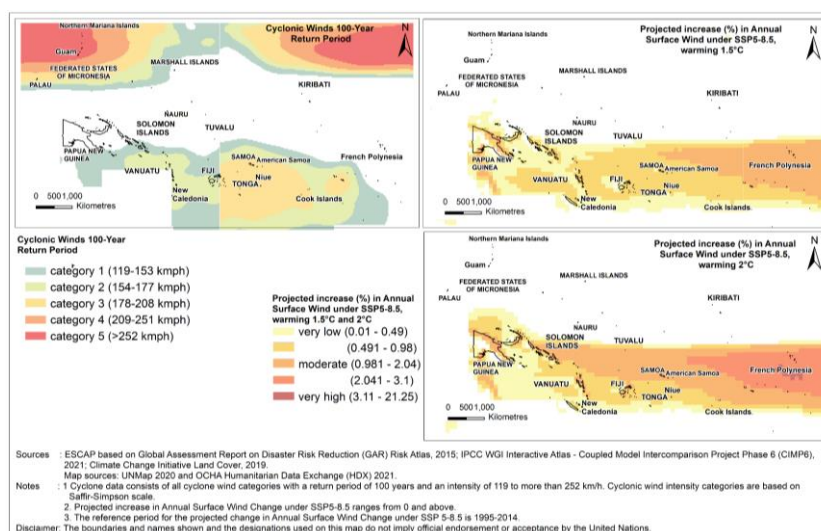 Cyclonic Winds 100-Year
Return Period
N
Northern Mariana Islands
Guam
FEDERATED STATES
OF MICRONESIA
MARSHALL ISLANDS
PALAU
KIRIBATI
NAURU
SOLOMON
ISLANDS
TUVALU
PAPUA NEW
GUINEA
SAMOA
American Samoa
French Polynesia
VANUATU
FIJI
Niue
TONGA
New
Caledonia
Cook Islands
0 500 1,000
Kilometres
Projected increase (%) in Annual
Surface Wind under SSP5-8.5,
warming 1.5°C
N
Northern Mariana Islands
Guam
FEDERATED STATES
OF MICRONESIA
MARSHALL ISLANDS
PALAU
KIRIBATI
NAURU
SOLOMON
ISLANDS
TUVALU
PAPUA NEW
GUINEA
SAMOA
American Samoa
French Polynesia
VANUATU
FIJI
Niue
TONGA
New
Caledonia
Cook Islands
0 500 1,000
Kilometres
Cyclonic Winds 100-Year
Return Period
category 1 (119-153 kmph)
category 2 (154-177 kmph)
category 3 (178-208 kmph)
category 4 (209-251 kmph)
category 5 (>252 kmph)
Projected increase (%) in Annual
Surface Wind under SSP5-8.5,
warming 1.5°C and 2°C
very low (0.01 - 0.49)
(0.491 - 0.98)
moderate (0.981 - 2.04)
(2.041 - 3.1)
very high (3.11 - 21.25)
Projected increase (%) in Annual
Surface Wind under SSP5-8.5,
warming 2°C
N
Northern Mariana Islands
Guam
FEDERATED STATES
OF MICRONESIA
MARSHALL ISLANDS
PALAU
KIRIBATI
NAURU
SOLOMON
ISLANDS
TUVALU
PAPUA NEW
GUINEA
SAMOA
American Samoa
French Polynesia
VANUATU
FIJI
Niue
TONGA
New
Caledonia
Cook Islands
0 500 1,000
Kilometres
Sources : ESCAP based on Global Assessment Report on Disaster Risk Reduction (GAR) Risk Atlas, 2015; IPCC WGI Interactive Atlas - Coupled Model Intercomparison Project Phase 6 (CIMP6),
2021; Climate Change Initiative Land Cover, 2019.
Map sources: UNMap 2020 and OCHA Humanitarian Data Exchange (HDX) 2021.
Notes : 1 Cyclone data consists of all cyclone wind categories with a return period of 100 years and an intensity of 119 to more than 252 km/h. Cyclonic wind intensity categories are based on
Saffir-Simpson scale.
2. Projected increase in Annual Surface Wind Change under SSP5-8.5 ranges from 0 and above.
3. The reference period for the projected change in Annual Surface Wind Change under SSP 5-8.5 is 1995-2014.
Disclaimer: The boundaries and names shown and the designations used on this map do not imply official endorsement or acceptance by the United Nations.